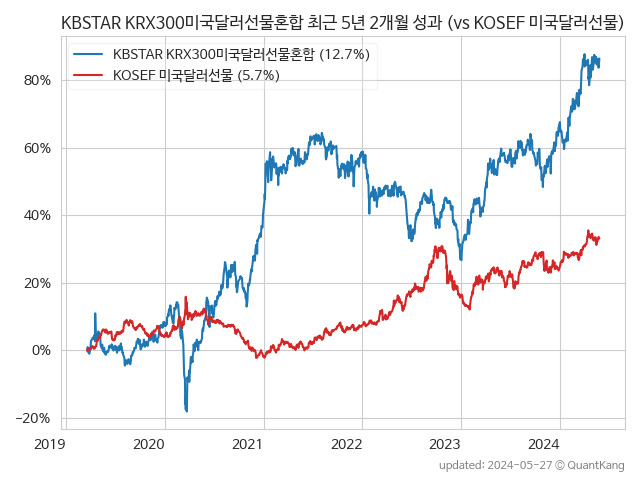 KBSTAR KRX300미국달러선물혼합 최근 5년 2개월 성과 (vs KOSEF 미국달러선물)
KBSTAR KRX300미국달러선물혼합 (12.7%)
KOSEF 미국달러선물 (5.7%)
80%
60%
40%
20%
0%
−20%
2019 2020 2021 2022 2023 2024
updated: 2024-05-27 © QuantKang